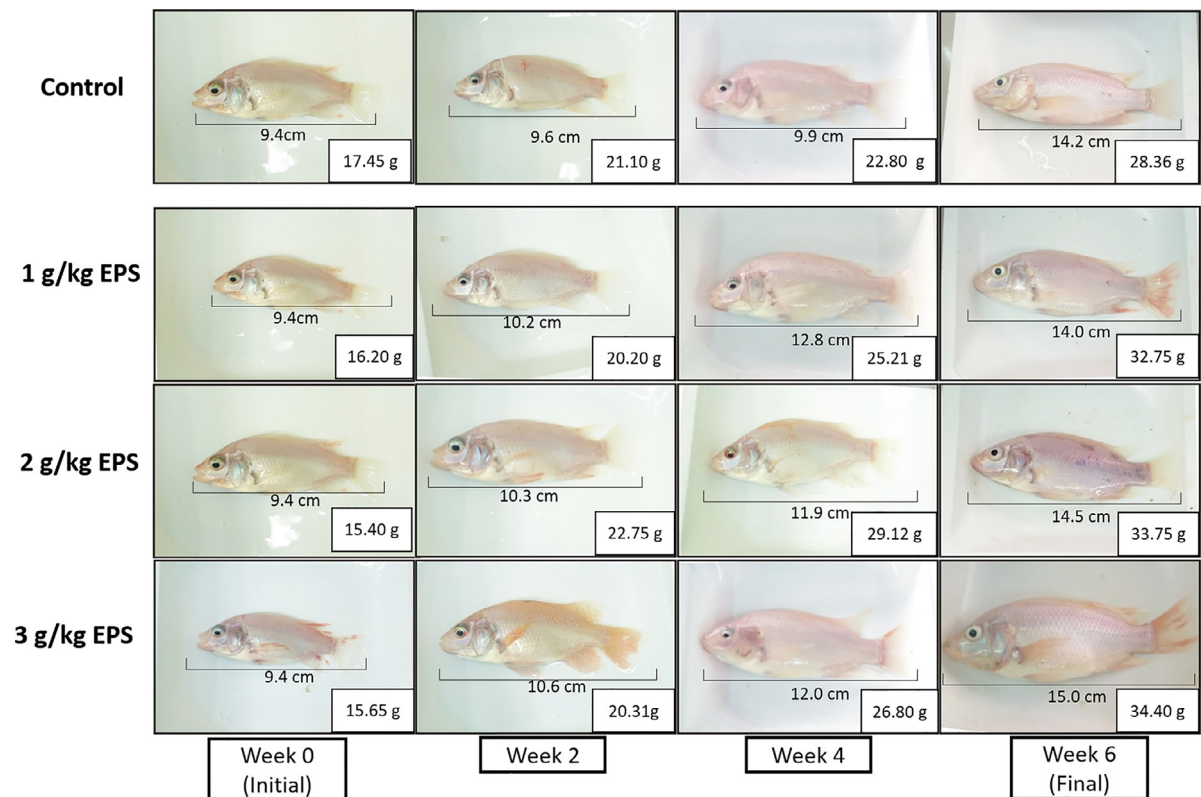 Control
9.4cm
17.45 g
9.6 cm
21.10 g
9.9 cm
22.80 g
14.2 cm
28.36 g
1 g/kg EPS
9.4cm
16.20 g
10.2 cm
20.20 g
12.8 cm
25.21 g
14.0 cm
32.75 g
2 g/kg EPS
9.4 cm
15.40 g
10.3 cm
22.75 g
11.9 cm
29.12 g
14.5 cm
33.75 g
3 g/kg EPS
9.4 cm
15.65 g
10.6 cm
20.31g
12.0 cm
26.80 g
15.0 cm
34.40 g
Week 0
(Initial)
Week 2
Week 4
Week 6
(Final)